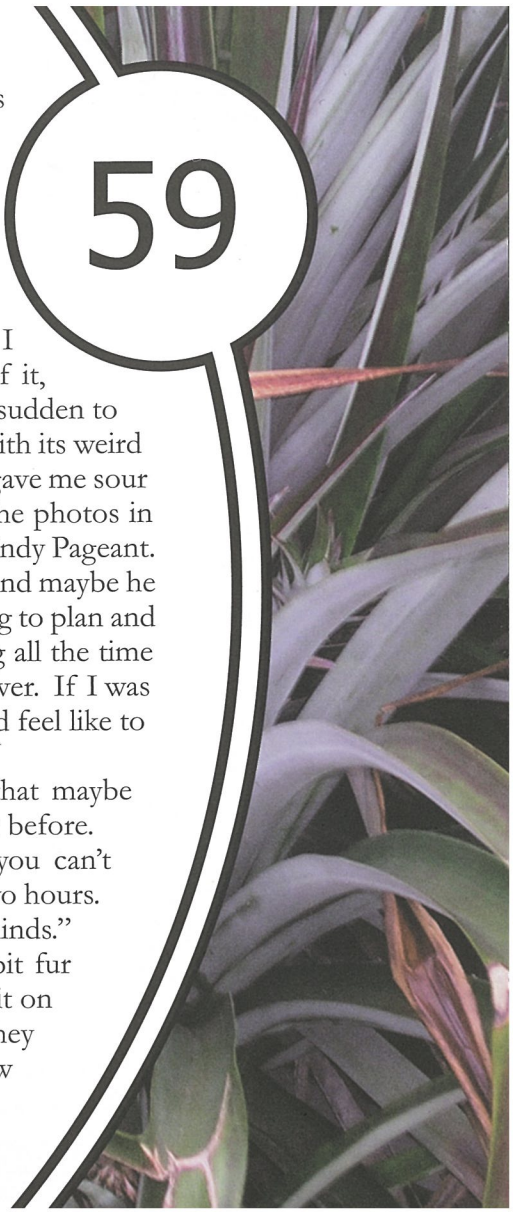 s
59
I
f it,
sudden to
ith its weird
gave me sour
he photos in
ndy Pageant.
nd maybe he
g to plan and
g all the time
ver. If I was
d feel like to
hat maybe
before.
you can't
o hours.
inds.”
bit fur
it on
hey
w